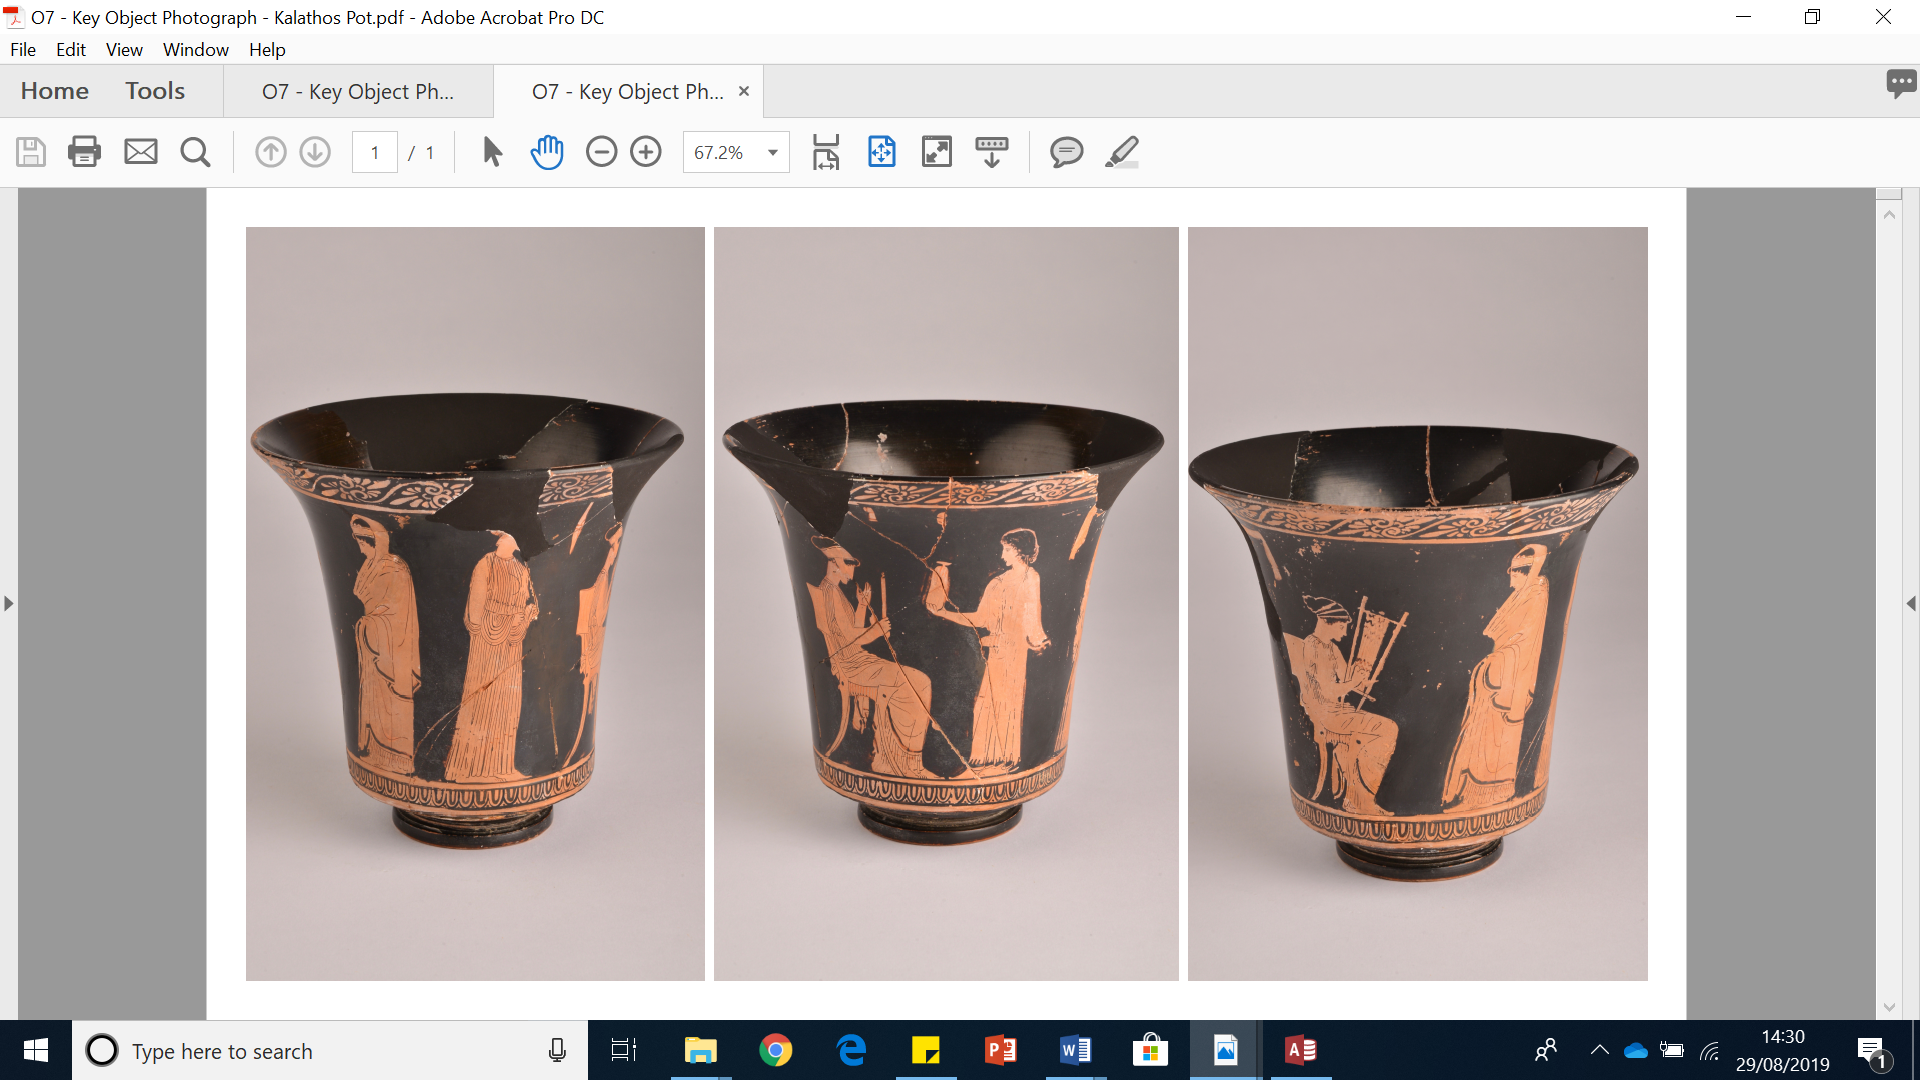 O7 - Key Object Photograph - Kalathos Pot.pdf - Adobe Acrobat Pro DC
File Edit View Window Help
Home Tools O7 - Key Object Ph... O7 - Key Object Ph... ×
1 / 1 67.2%
Type here to search
14:30
29/08/2019
1